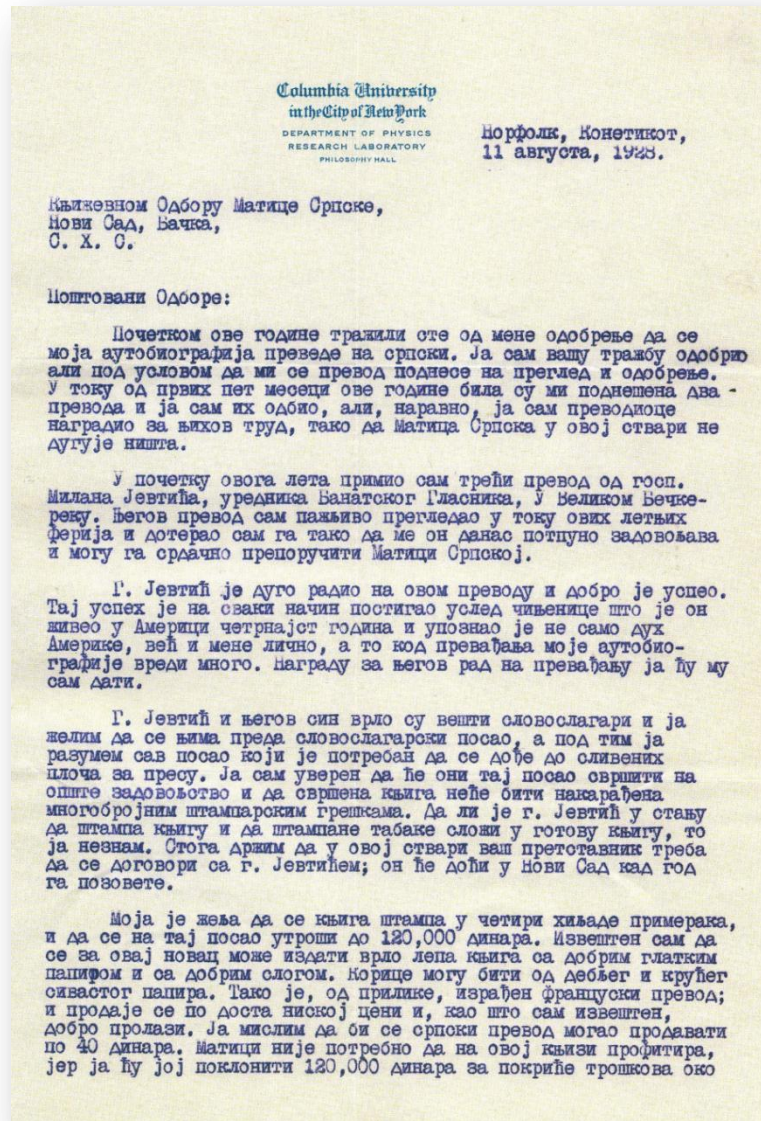 Columbia University
in the City of New York
DEPARTMENT OF PHYSICS
RESEARCH LABORATORY
PHILOSOPHY HALL
Норфолк, Конетикот,
11 августа, 1928.
Књижевном Одбору Матице Српске,
Нови Сад, Бачка,
С. Х. С.
Поштовани Одборе:
Почетком ове године тражили сте од мене одобрење да се
моја аутобиографија преведе на српски. Ја сам вашу тражбу одобрио
али под условом да ми се превод поднесе на преглед и одобрење.
У току од првих пет месеци ове године била су ми поднешена два -
превода и ја сам их одбио, али, наравно, ја сам преводиоце
наградио за њихов труд, тако да Матица Српска у овој ствари не
дугује ништа.
У почетку овога лета примио сам трећи превод од госп.
Милана Јевтића, уредника Банатског Гласника, у Великом Бечке-
реку. Његов превод сам пажљиво прегледао у току ових летњих
ферија и дотерао сам га тако да ме он данас потпуно задовољава
и могу га срдачно препоручити Матици Српској.
Г. Јевтић је дуго радио на овом преводу и добро је успео.
Тај успех је на сваки начин постигао услед чињенице што је он
живео у Америци четрнајст година и упознао је не само дух
Америке, већ и мене лично, а то код превађања моје аутобио-
графије вреди много. Награду за његов рад на превађању ја ћу му
сам дати.
Г. Јевтић и његов син врло су вешти словослагари и ја
желим да се њима преда словослагарски посао, а под тим ја
разумем сав посао који је потребан да се дође до сливених
плоча за пресу. Ја сам уверен да ће они тај посао свршити на
опште задовољство и да свршена књига неће бити накарађена
многобројним штампарским грешкама. Да ли је г. Јевтић у стању
да штампа књигу и да штампане табаке сложи у готову књигу, то
ја незнам. Стога држим да у овој ствари ваш претставник треба
да се договори са г. Јевтићем; он ће доћи у Нови Сад кад год
га позовете.
Моја је жеља да се књига штампа у четири хиљаде примерака,
и да се на тај посао утроши до 120,000 динара. Извештен сам да
се за овај новац може издати врло лепа књига са добрим глатким
папиром и са добрим слогом. Корице могу бити од дебљег и крућег
сивастог папира. Тако је, од прилике, израђен француски превод;
и продаје се по доста ниској цени и, као што сам извештен,
добро пролази. Ја мислим да би се српски превод могао продавати
по 40 динара. Матици није потребно да на овој књизи профитира,
јер ја ћу јој поклонити 120,000 динара за покриће трошкова око